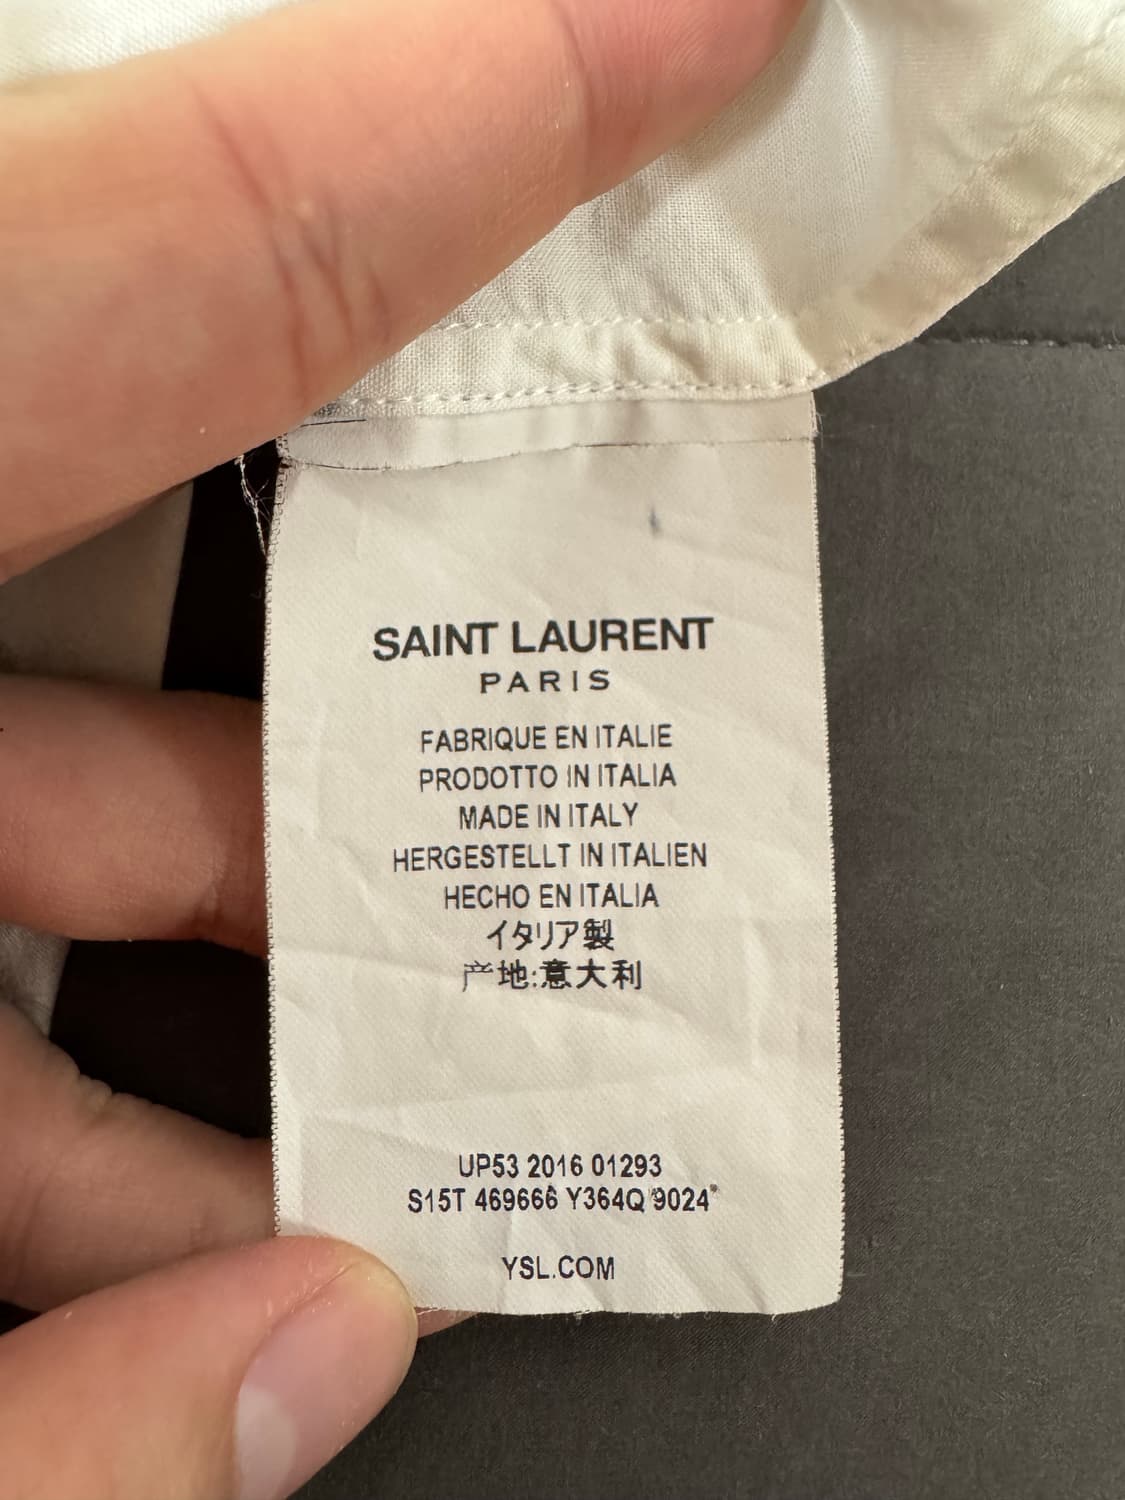 SAINT LAURENT
PARIS
FABRIQUE EN ITALIE
PRODOTTO IN ITALIA
MADE IN ITALY
HERGESTELLT IN ITALIEN
HECHO EN ITALIA
イタリア製
产地:意大利
UP53 2016 01293
S15T 469666 Y364Q 9024
YSL.COM